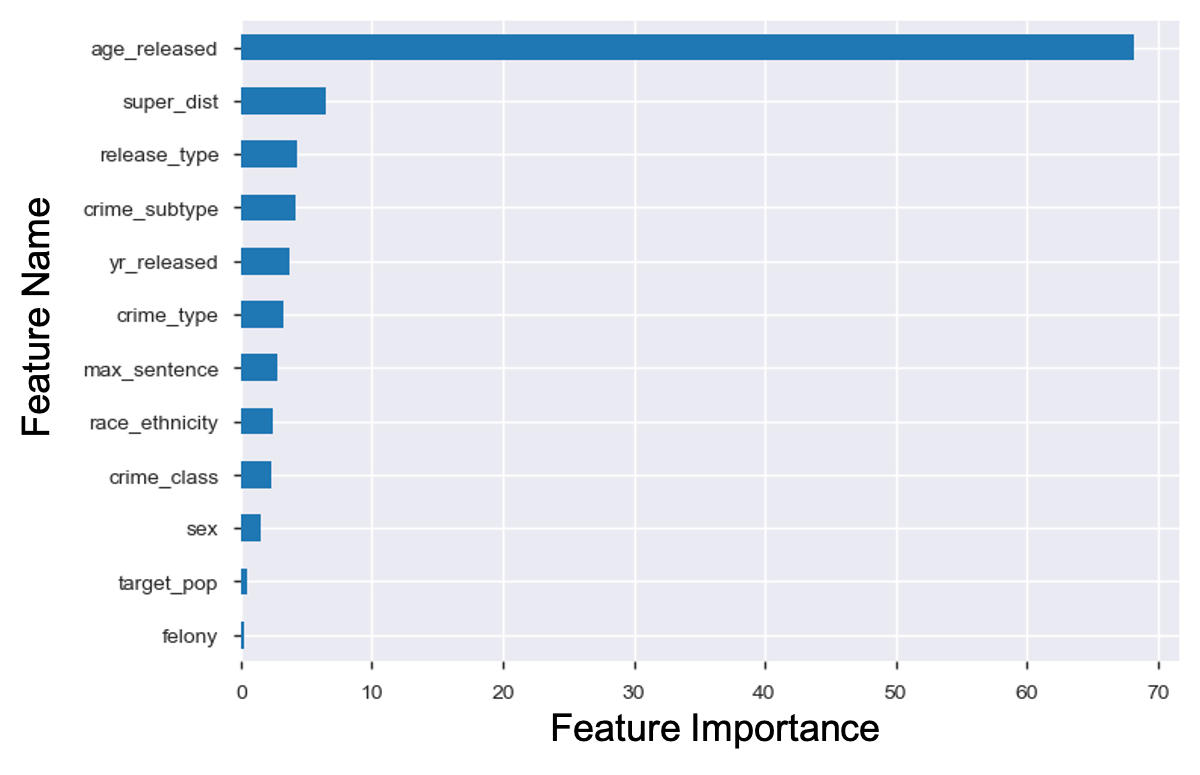 age_released
super_dist
release_type
crime_subtype
yr_released
crime_type
max_sentence
race_ethnicity
crime_class
sex
target_pop
felony
Feature Name
0 10 20 30 40 50 60 70
Feature Importance